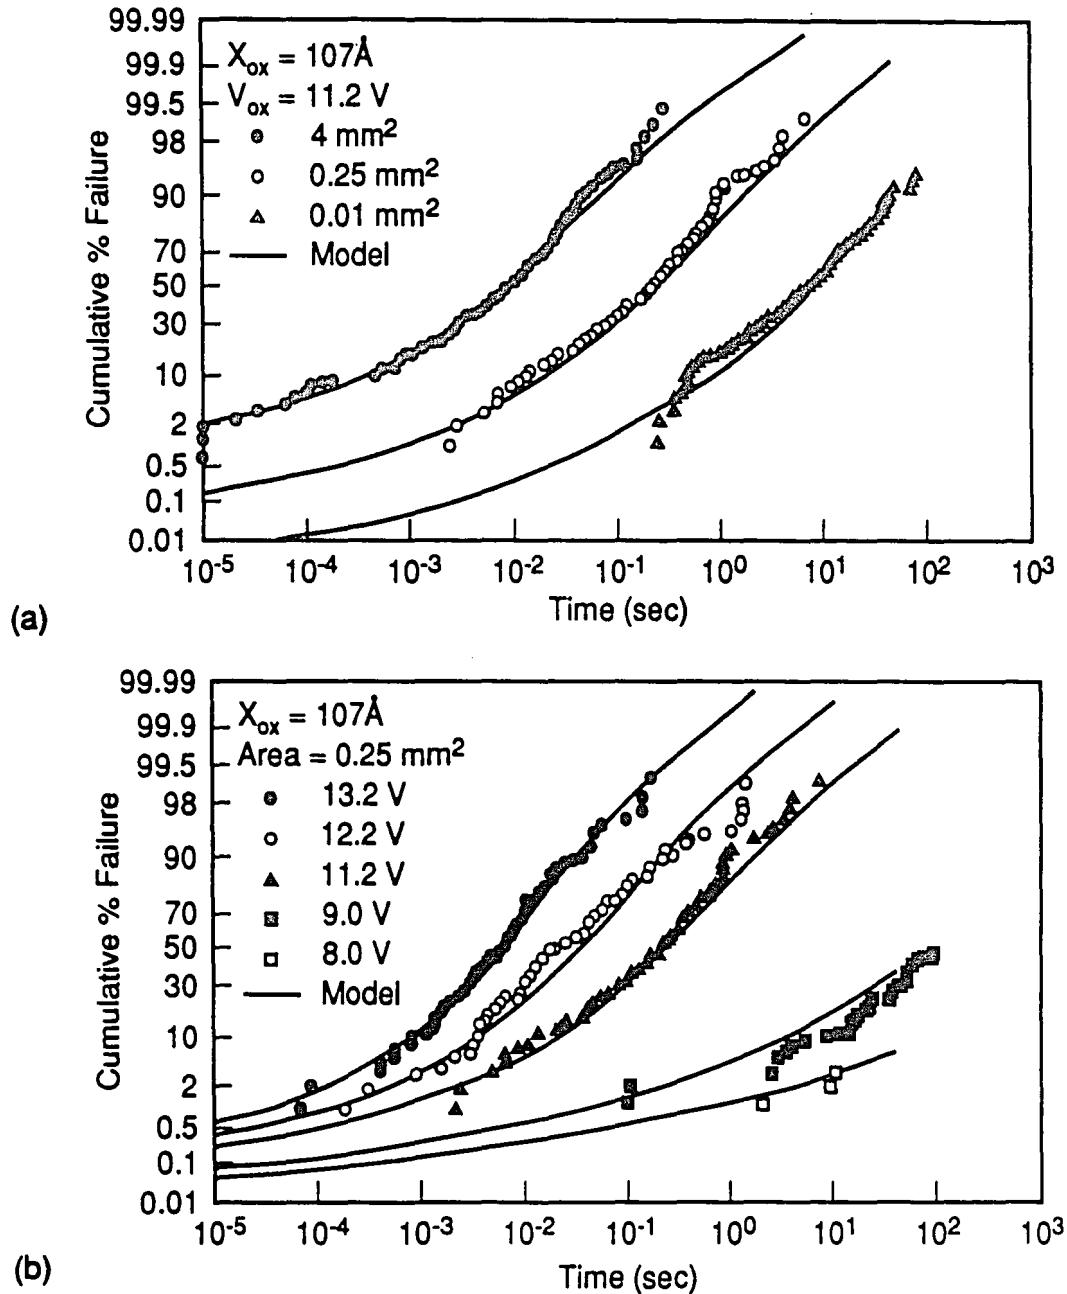 99.99
99.9
99.5
98
90
70
50
30
10
2
0.5
0.1
0.01
Cumulative % Failure
X_ox = 107Å
V_ox = 11.2 V
4 mm²
0.25 mm²
0.01 mm²
Model
10⁻⁵ 10⁻⁴ 10⁻³ 10⁻² 10⁻¹ 10⁰ 10¹ 10² 10³
Time (sec)
(a)
99.99
99.9
99.5
98
90
70
50
30
10
2
0.5
0.1
0.01
Cumulative % Failure
X_ox = 107Å
Area = 0.25 mm²
13.2 V
12.2 V
11.2 V
9.0 V
8.0 V
Model
10⁻⁵ 10⁻⁴ 10⁻³ 10⁻² 10⁻¹ 10⁰ 10¹ 10² 10³
Time (sec)
(b)